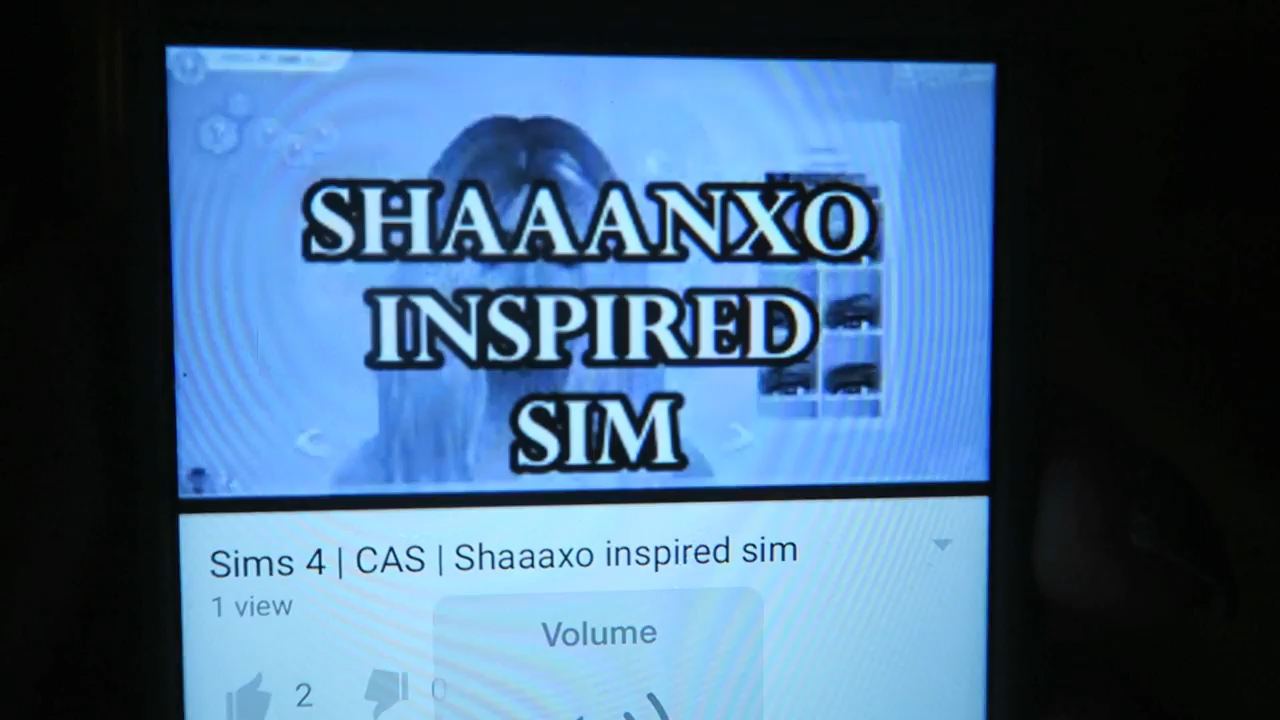 SHAAANXO
INSPIRED
SIM
Sims 4 | CAS | Shaaaxo inspired sim
1 view
Volume
2
0